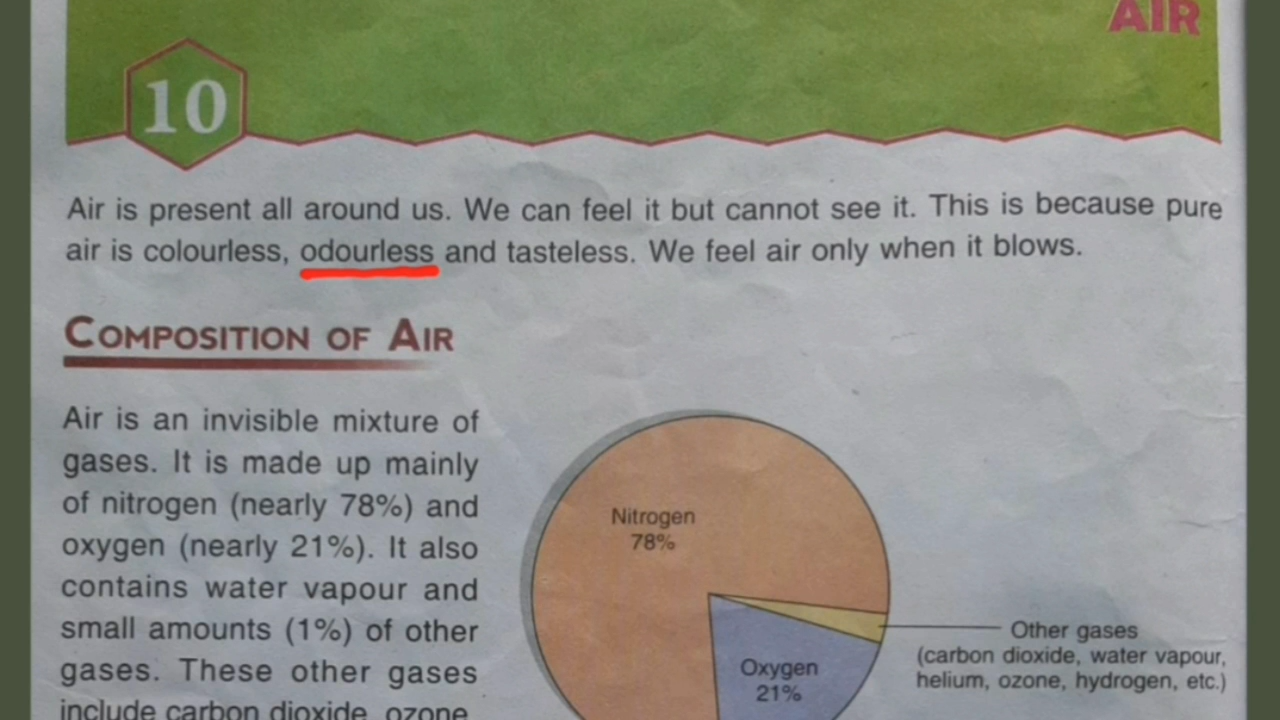 AIR
10
Air is present all around us. We can feel it but cannot see it. This is because pure
air is colourless, odourless and tasteless. We feel air only when it blows.
COMPOSITION OF AIR
Air is an invisible mixture of
gases. It is made up mainly
of nitrogen (nearly 78%) and
oxygen (nearly 21%). It also
contains water vapour and
small amounts (1%) of other
gases. These other gases
include carbon dioxide, ozone,
Nitrogen
78%
Oxygen
21%
Other gases
(carbon dioxide, water vapour,
helium, ozone, hydrogen, etc.)